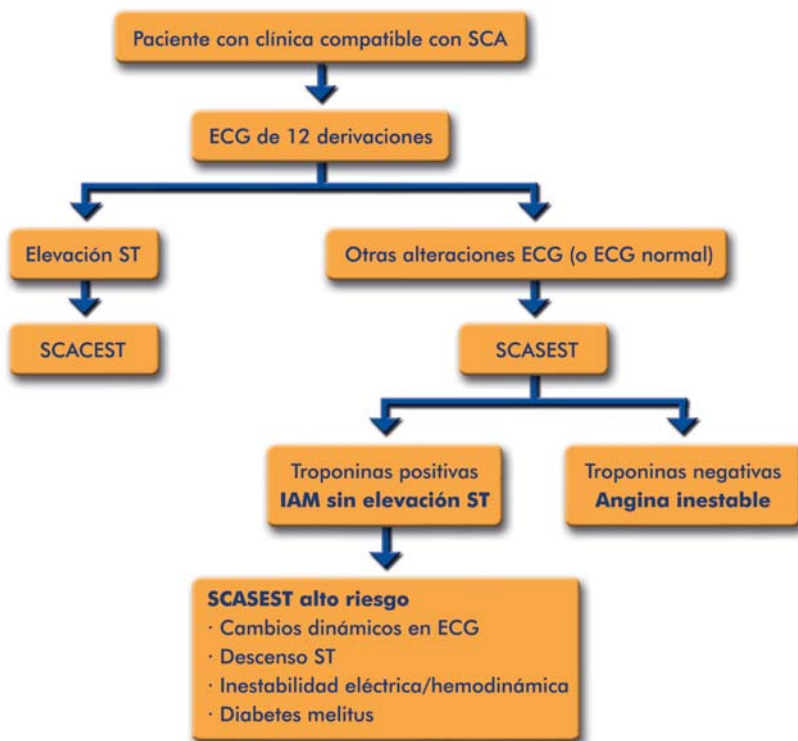 Paciente con clínica compatible con SCA
ECG de 12 derivaciones
Elevación ST
Otras alteraciones ECG (o ECG normal)
SCACEST
SCASEST
Troponinas positivas
IAM sin elevación ST
Troponinas negativas
Angina inestable
SCASEST alto riesgo
· Cambios dinámicos en ECG
· Descenso ST
· Inestabilidad eléctrica/hemodinámica
· Diabetes melitus